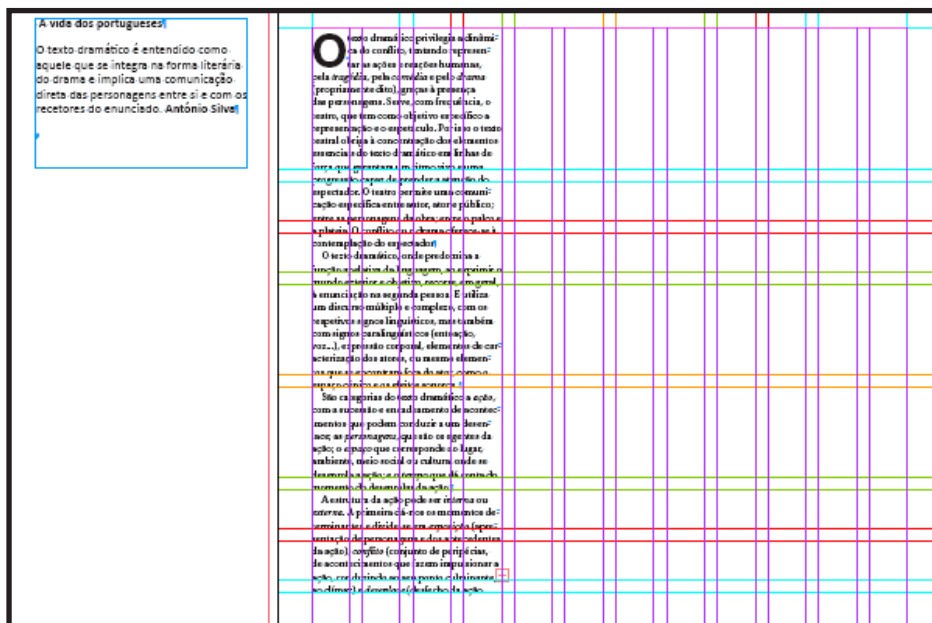 A vida dos portugueses
O texto dramático é entendido como
aquele que se integra na forma literária
do drama e implica uma comunicação
direta das personagens entre si e com os
recetores do enunciado. António Silva
O texto dramático privilegia a dinâmi-
ca do conflito, tentando represen-
tar as ações e reações humanas,
pela tragédia, pela comédia e pelo drama
(propriamente dito), graças à presença
das personagens. Serve, com frequência, o
teatro, que tem como objetivo específico a
representação e o espetáculo. Por isso o texto
teatral obriga à concentração dos elementos
essenciais do texto dramático em linhas de
força que garantam um ritmo vivo e uma
progressão capaz de prender a atenção do
espectador. O teatro permite uma comuni-
cação específica entre autor, ator e público;
entre as personagens da obra; entre o palco e
a plateia. O conflito ou o drama oferece-se à
contemplação do espectador
O texto dramático, onde predomina a
função apelativa da linguagem, ao exprimir o
mundo exterior e objetivo, recorre, em geral,
à enunciação na segunda pessoa. E utiliza
um discurso múltiplo e complexo, com os
respetivos signos linguísticos, mas também
com signos paralinguísticos (entoação,
voz...), expressão corporal, elementos de car-
acterização dos atores, ou mesmo elemen-
tos que se encontram fora do ator, como o
espaço cénico e os efeitos sonoros.
São categorias do texto dramático a ação,
com a sucessão e encadeamento de acontec-
imentos que podem conduzir a um desen-
lace; as personagens, que são os agentes da
ação; o espaço que corresponde ao lugar,
ambiente, meio social ou cultura onde se
desenrola a ação; e o tempo que dá conta do
momento do desenrolar da ação.
A estrutura da ação pode ser interna ou
externa. A primeira dá-nos os momentos de-
terminantes e divide-se em exposição (apre-
sentação de personagens e dos antecedentes
da ação), conflito (conjunto de peripécias,
de acontecimentos que fazem impulsionar a
ação, conduzindo ao seu ponto culminante
ao clímax) e desenlace (desfecho da ação